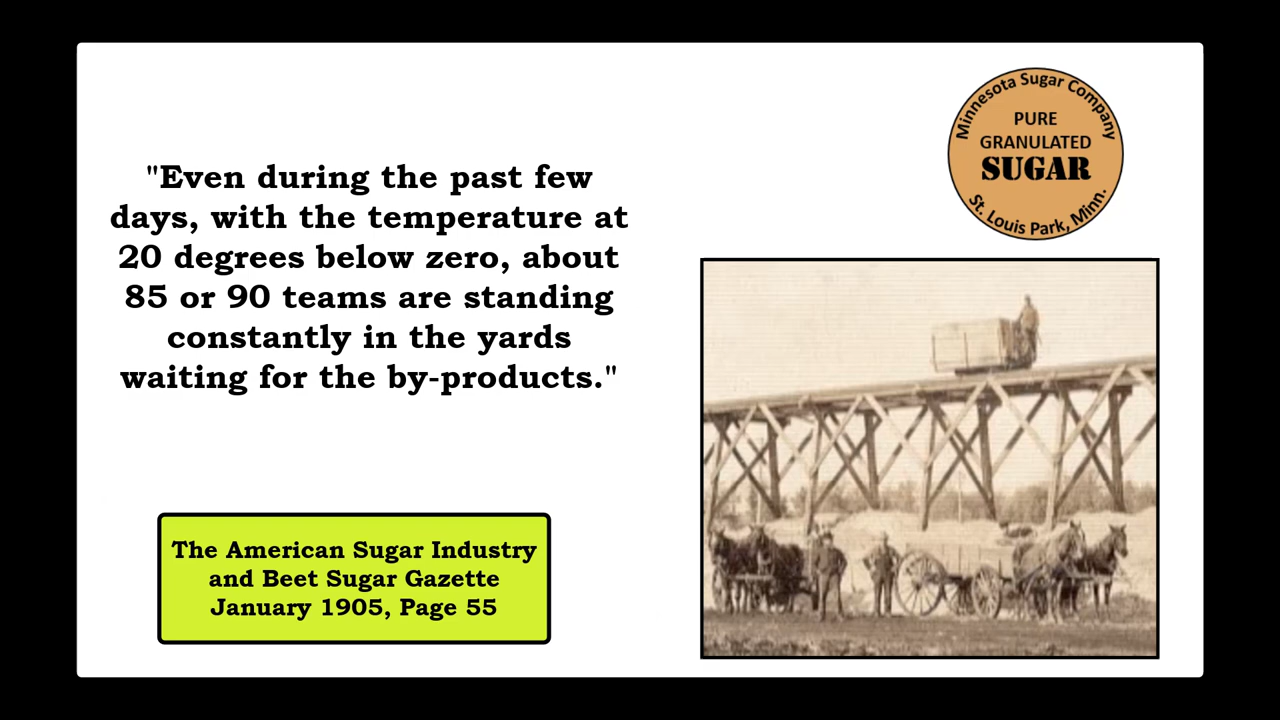 "Even during the past few
days, with the temperature at
20 degrees below zero, about
85 or 90 teams are standing
constantly in the yards
waiting for the by-products."
The American Sugar Industry
and Beet Sugar Gazette
January 1905, Page 55
Minnesota Sugar Company
PURE
GRANULATED
SUGAR
St. Louis Park, Minn.